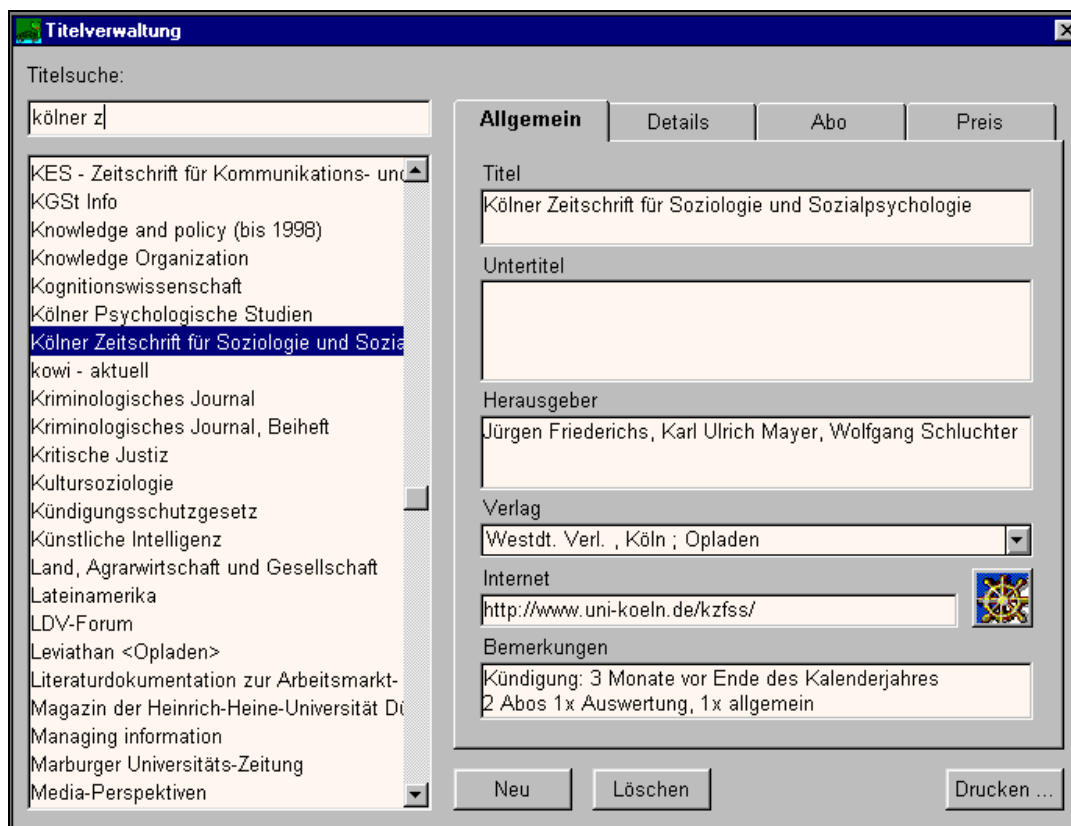 Titelverwaltung
Titelsuche:
kölner z
KES - Zeitschrift für Kommunikations- und
KGSt Info
Knowledge and policy (bis 1998)
Knowledge Organization
Kognitionswissenschaft
Kölner Psychologische Studien
Kölner Zeitschrift für Soziologie und Sozia
kowi - aktuell
Kriminologisches Journal
Kriminologisches Journal, Beiheft
Kritische Justiz
Kultursoziologie
Kündigungsschutzgesetz
Künstliche Intelligenz
Land, Agrarwirtschaft und Gesellschaft
Lateinamerika
LDV-Forum
Leviathan <Opladen>
Literaturdokumentation zur Arbeitsmarkt-
Magazin der Heinrich-Heine-Universität Dü
Managing information
Marburger Universitäts-Zeitung
Media-Perspektiven
Allgemein Details Abo Preis
Titel
Kölner Zeitschrift für Soziologie und Sozialpsychologie
Untertitel
Herausgeber
Jürgen Friederichs, Karl Ulrich Mayer, Wolfgang Schluchter
Verlag
Westdt. Verl. , Köln ; Opladen
Internet
http://www.uni-koeln.de/kzfss/
Bemerkungen
Kündigung: 3 Monate vor Ende des Kalenderjahres
2 Abos 1x Auswertung, 1x allgemein
Neu Löschen Drucken ...